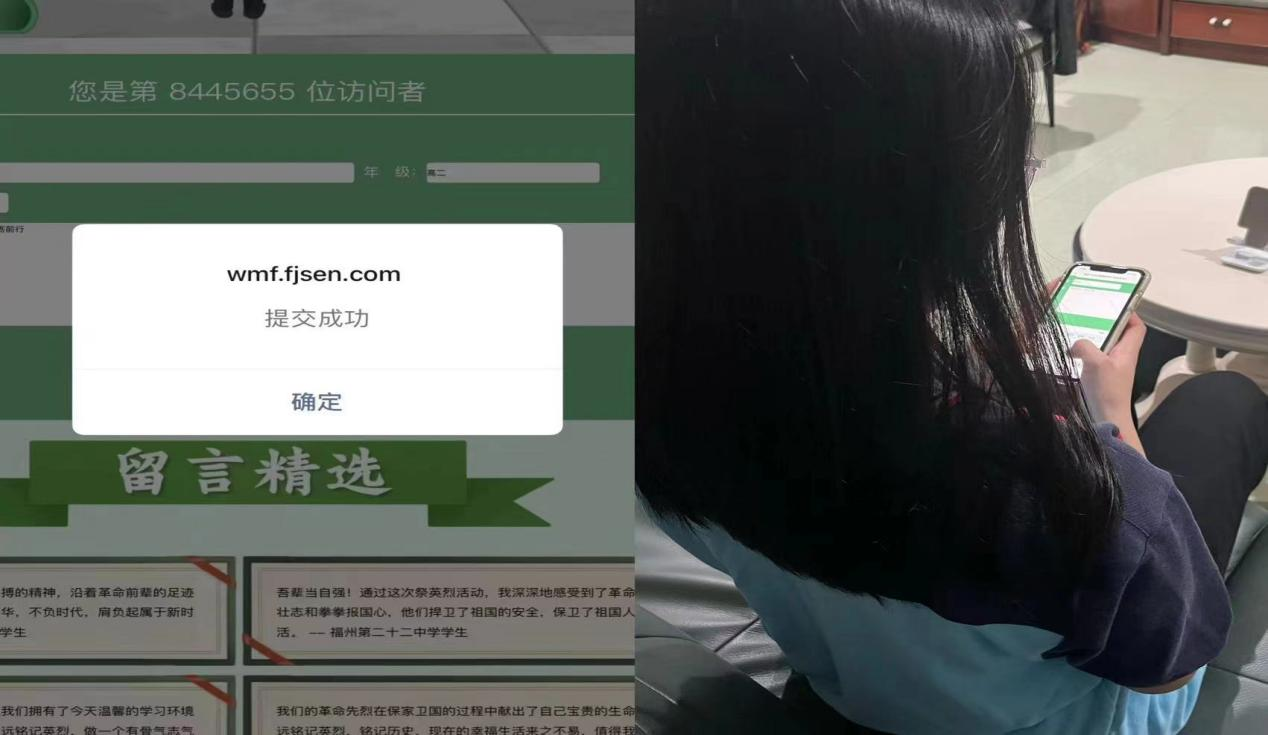 您是第 8445655 位访问者
年 级: 高二
前行
wmf.fjsen.com
提交成功
确定
留言精选
搏的精神，沿着革命前辈的足迹
华，不负时代，肩负起属于新时
学生
吾辈当自强！通过这次祭英烈活动，我深深地感受到了革命
壮志和拳拳报国心，他们捍卫了祖国的安全，保卫了祖国人
活。 —— 福州第二十二中学学生
我们拥有了今天温馨的学习环境
远铭记英烈，做一个有骨气志气
我们的革命先烈在保家卫国的过程中献出了自己宝贵的生命
远铭记英烈，铭记历史，现在的幸福生活来之不易，值得我